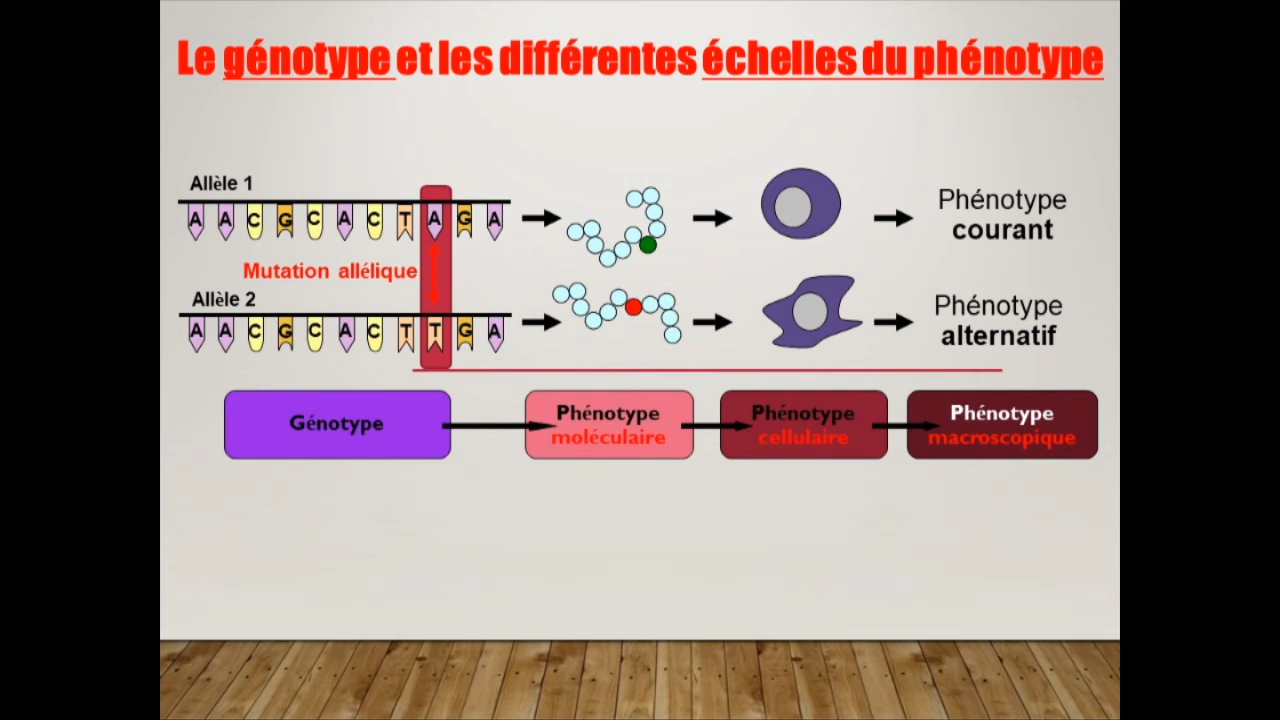 Le génotype et les différentes échelles du phénotype
Allèle 1
A A C G C A C T A G A
Mutation allélique
Allèle 2
A A C G C A C T T G A
Phénotype
courant
Phénotype
alternatif
Génotype
Phénotype
moléculaire
Phénotype
cellulaire
Phénotype
macroscopique